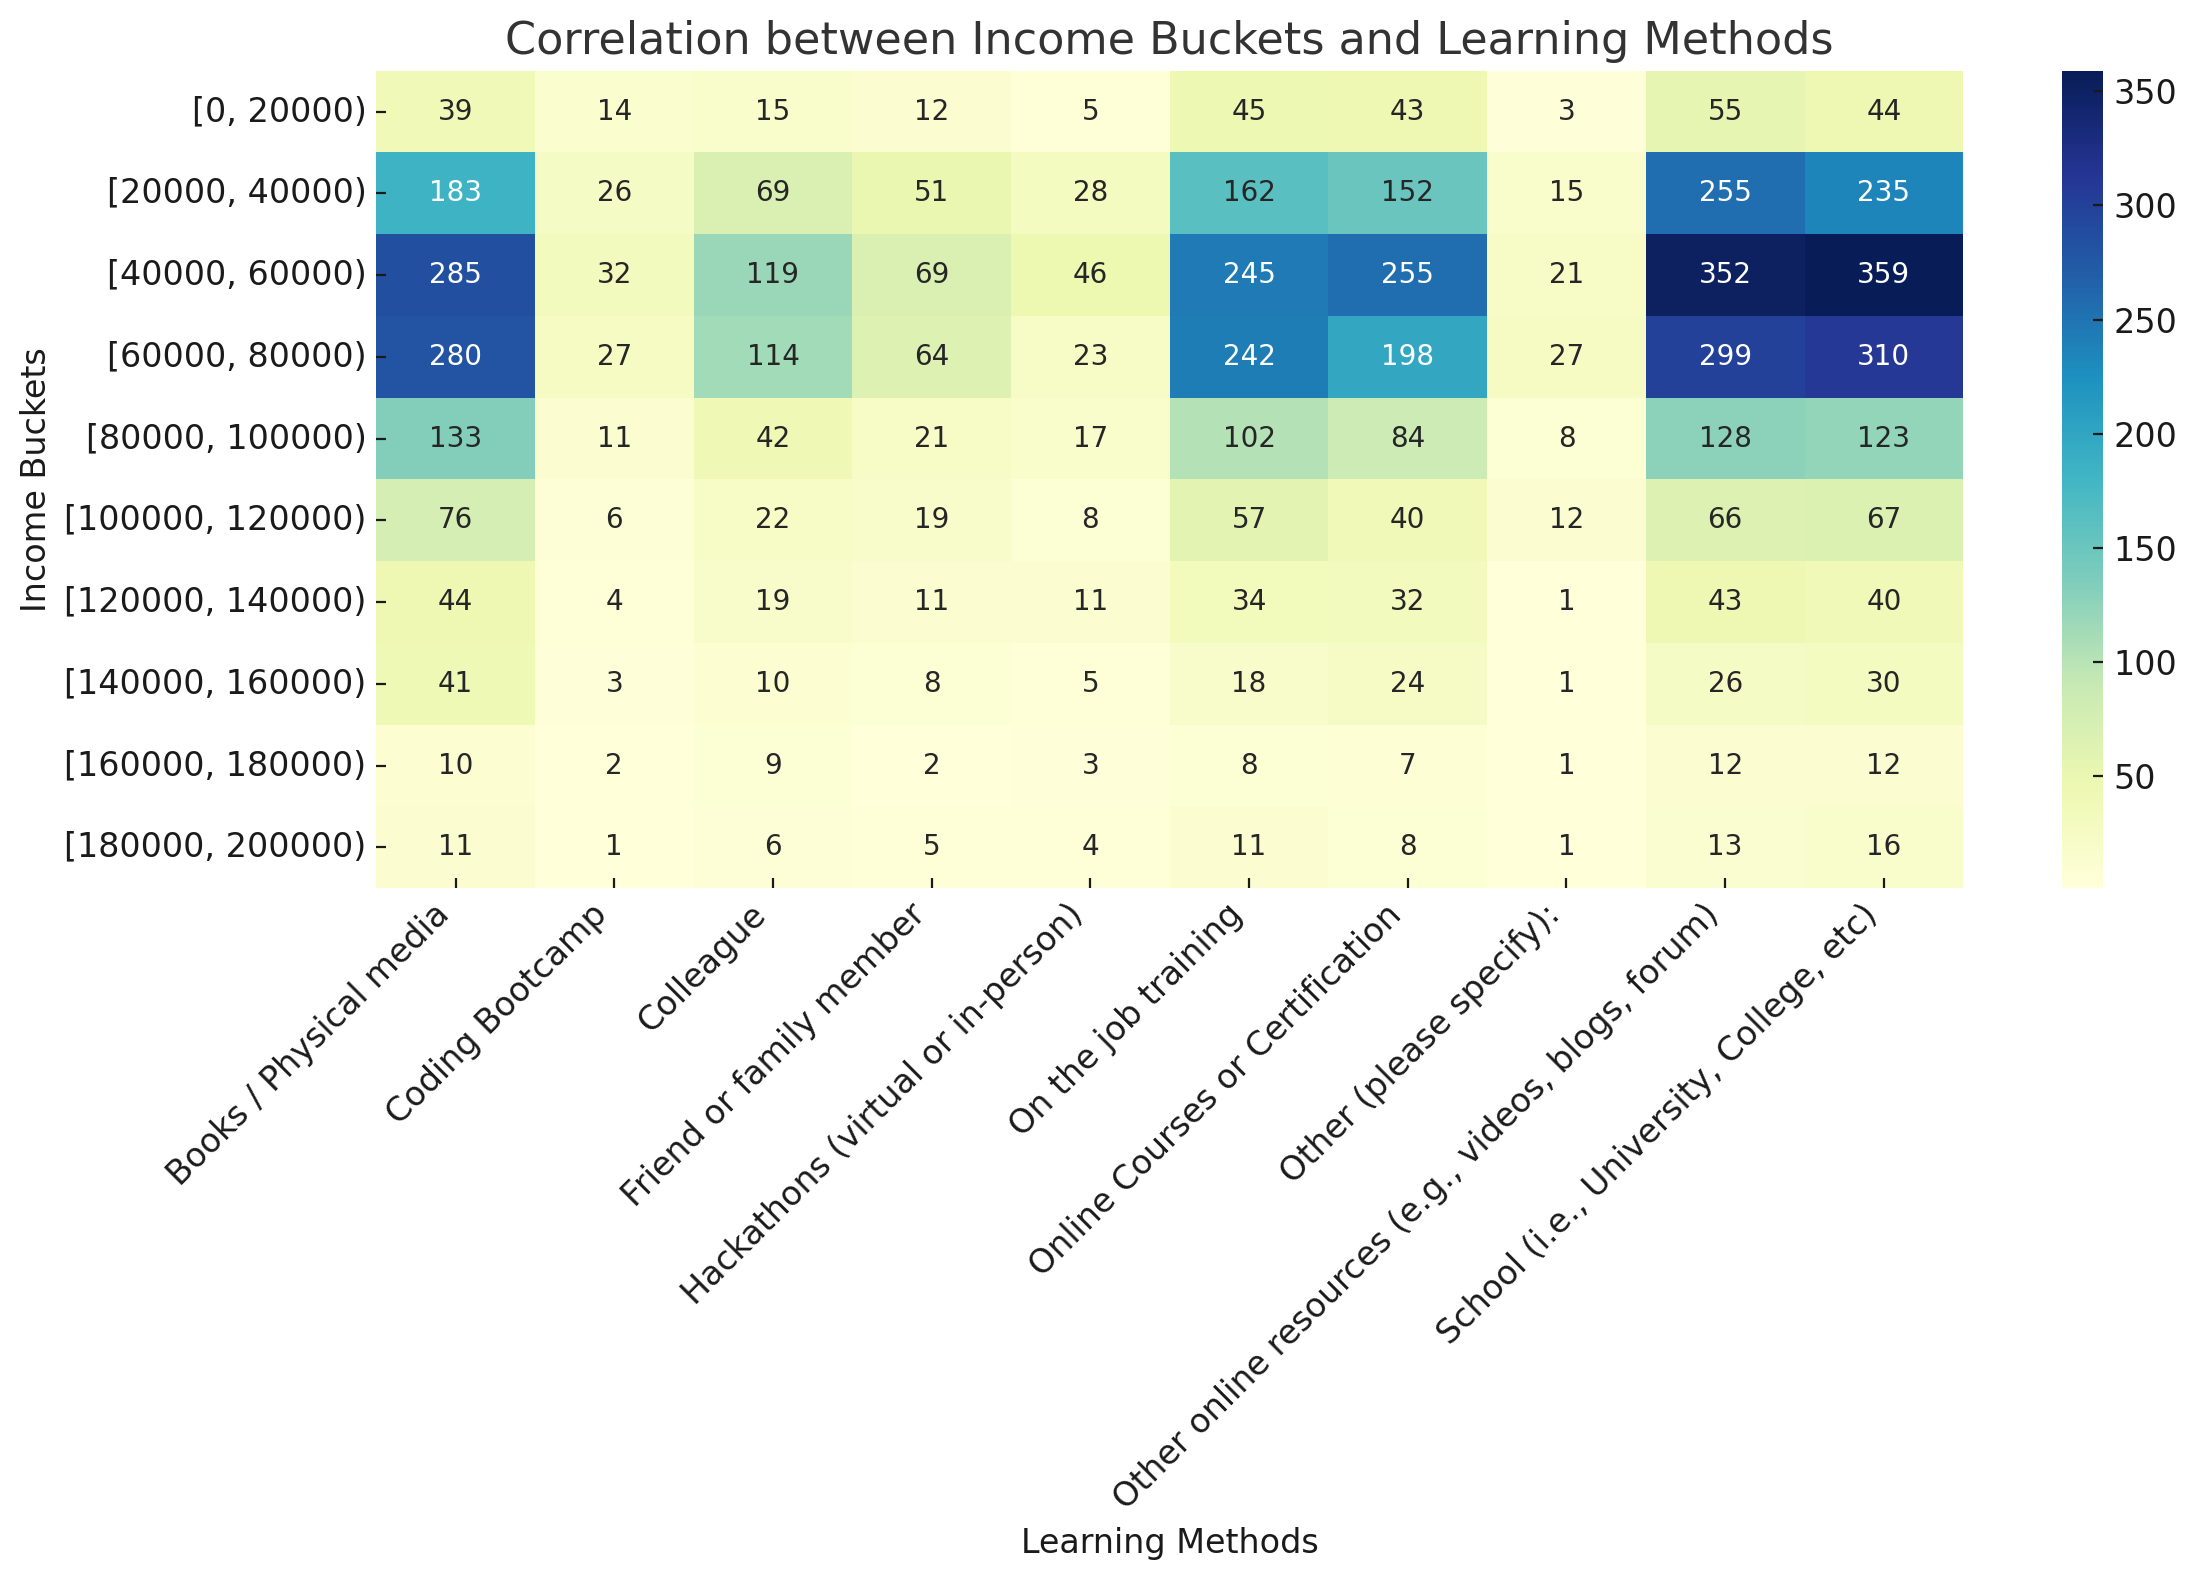 Correlation between Income Buckets and Learning Methods
Income Buckets
[0, 20000) 39 14 15 12 5 45 43 3 55 44
[20000, 40000) 183 26 69 51 28 162 152 15 255 235
[40000, 60000) 285 32 119 69 46 245 255 21 352 359
[60000, 80000) 280 27 114 64 23 242 198 27 299 310
[80000, 100000) 133 11 42 21 17 102 84 8 128 123
[100000, 120000) 76 6 22 19 8 57 40 12 66 67
[120000, 140000) 44 4 19 11 11 34 32 1 43 40
[140000, 160000) 41 3 10 8 5 18 24 1 26 30
[160000, 180000) 10 2 9 2 3 8 7 1 12 12
[180000, 200000) 11 1 6 5 4 11 8 1 13 16
350
300
250
200
150
100
50
Books / Physical media
Coding Bootcamp
Colleague
Friend or family member
Hackathons (virtual or in-person)
On the job training
Online Courses or Certification
Other (please specify):
Other online resources (e.g., videos, blogs, forum)
School (i.e., University, College, etc)
Learning Methods